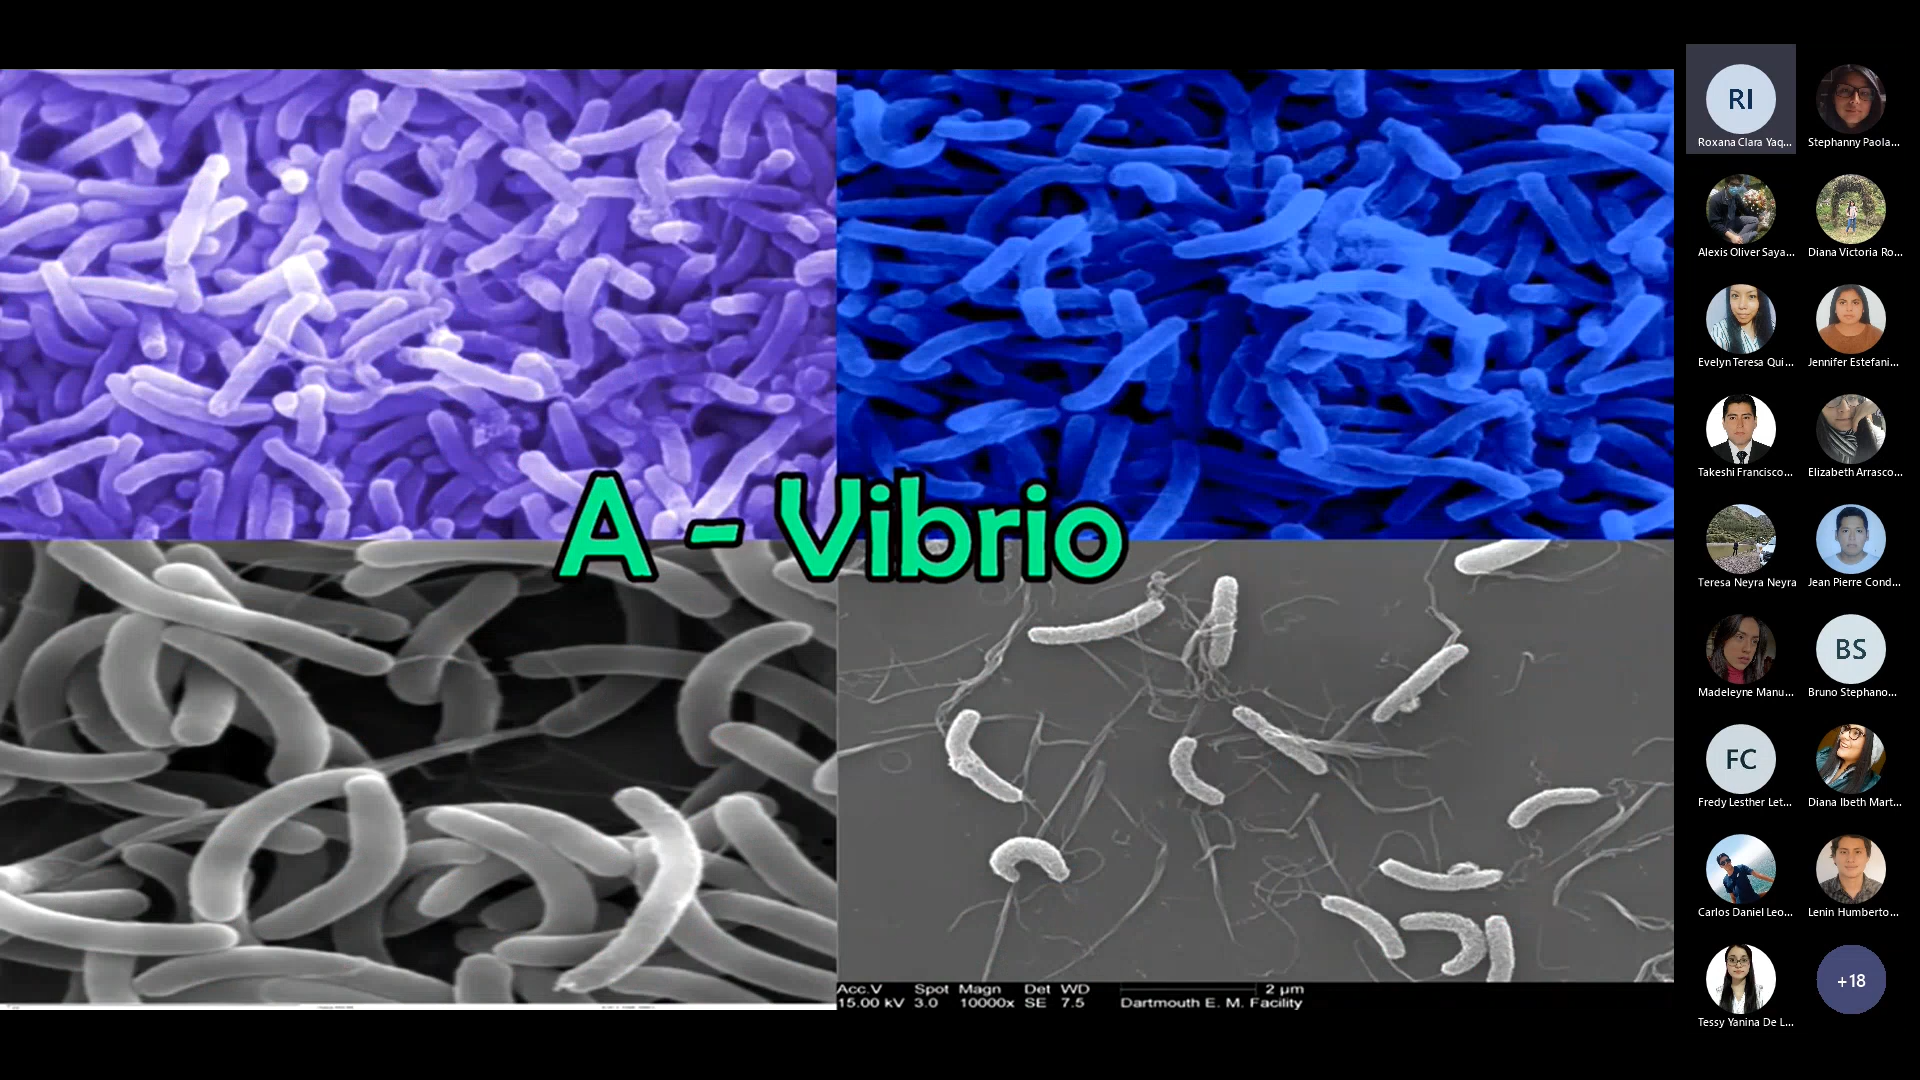 A - Vibrio
Acc.V Spot Magn Det WD 2 µm
15.00 kV 3.0 10000x SE 7.5 Dartmouth E. M. Facility
RI
Roxana Clara Yaq...
Stephanny Paola...
Alexis Oliver Saya...
Diana Victoria Ro...
Evelyn Teresa Qui...
Jennifer Estefani...
Takeshi Francisco...
Elizabeth Arrasco...
Teresa Neyra Neyra
Jean Pierre Cond...
Madeleyne Manu...
BS
Bruno Stephano...
FC
Fredy Lesther Let...
Diana Ibeth Mart...
Carlos Daniel Leo...
Lenin Humberto...
Tessy Yanina De L...
+18